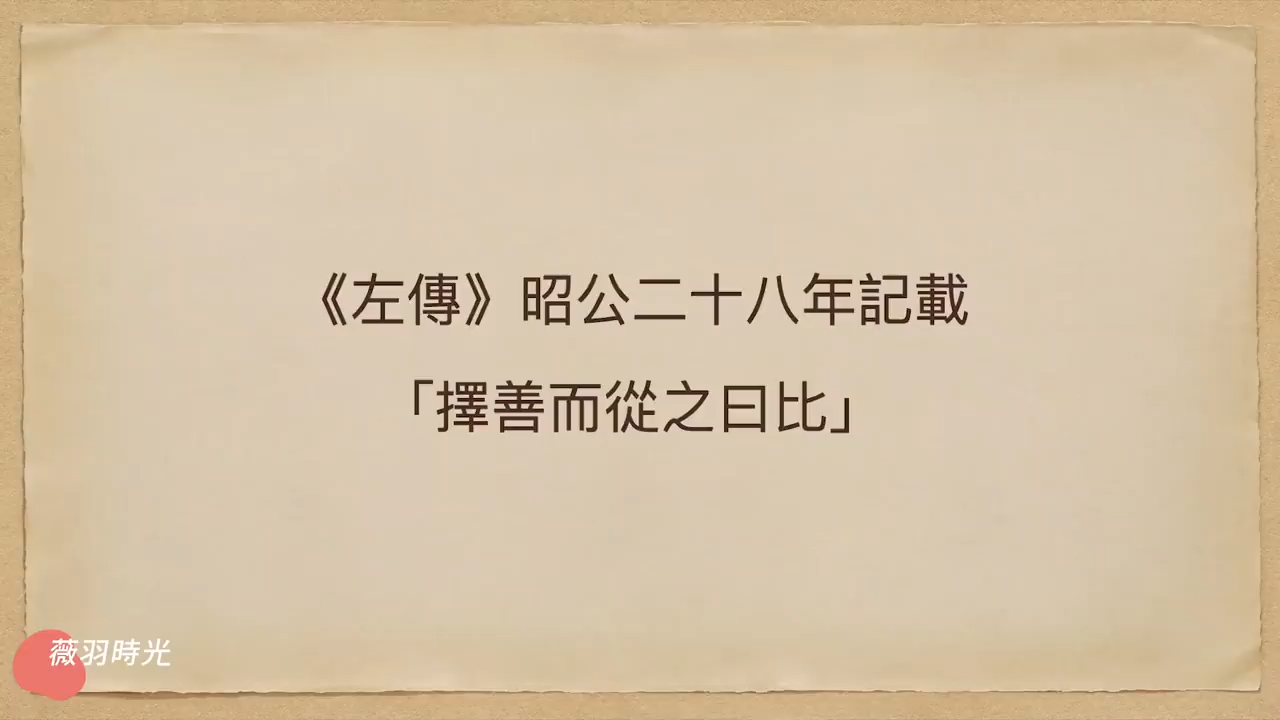 《左傳》昭公二十八年記載
「擇善而從之曰比」
薇羽時光